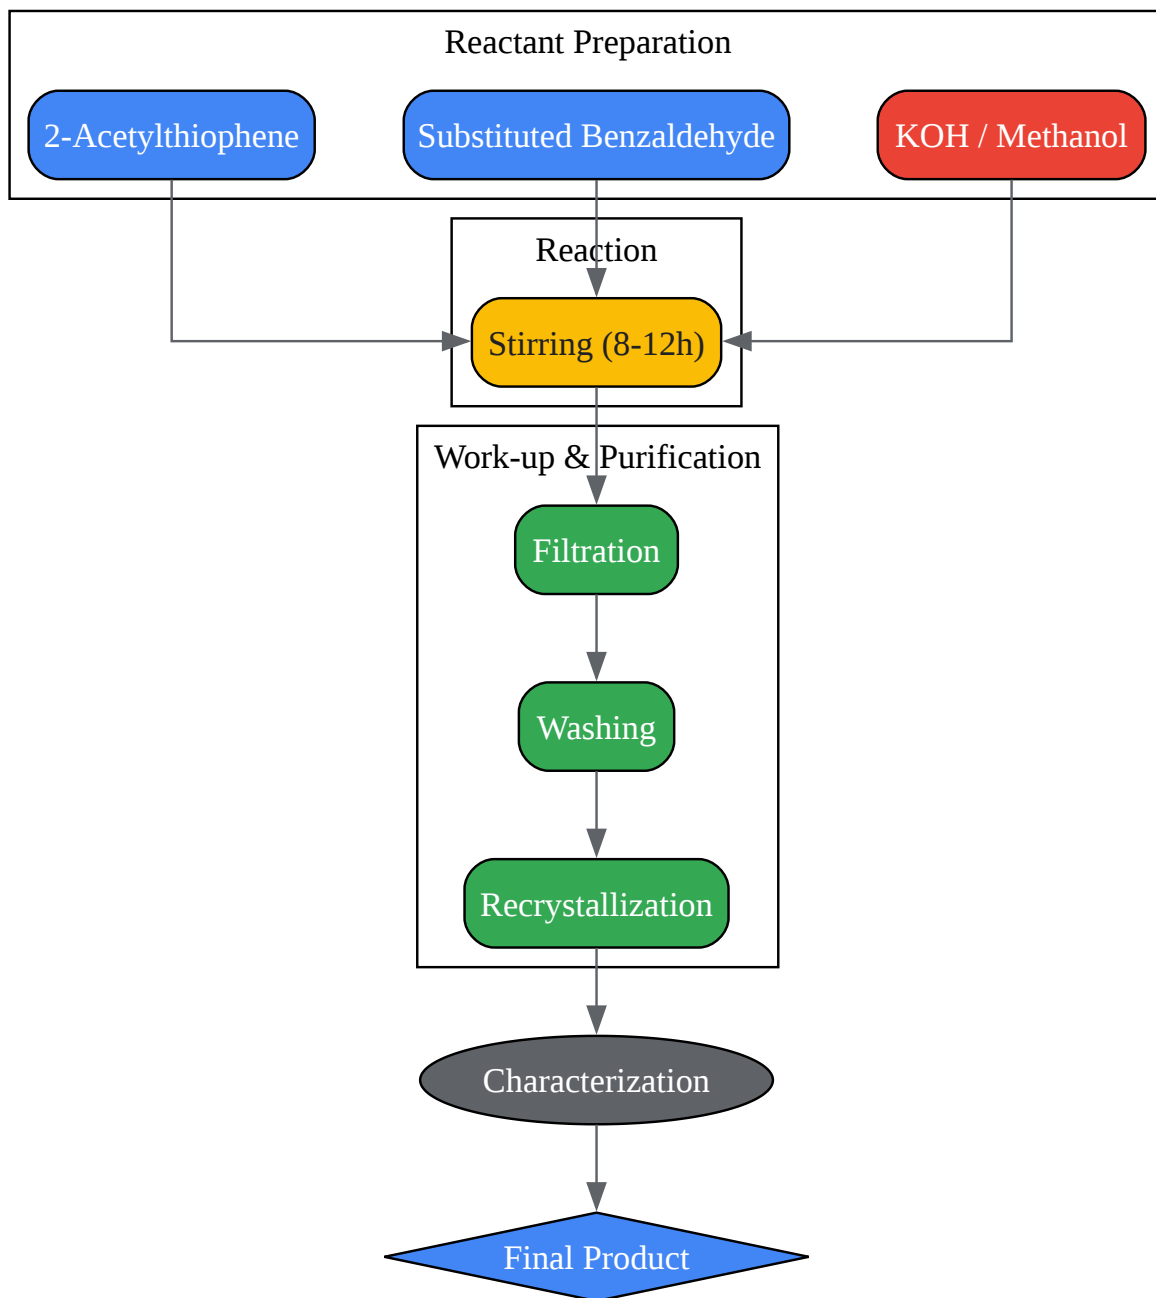 Reactant Preparation
2-Acetylthiophene
Substituted Benzaldehyde
KOH / Methanol
Reaction
Stirring (8-12h)
Work-up & Purification
Filtration
Washing
Recrystallization
Characterization
Final Product